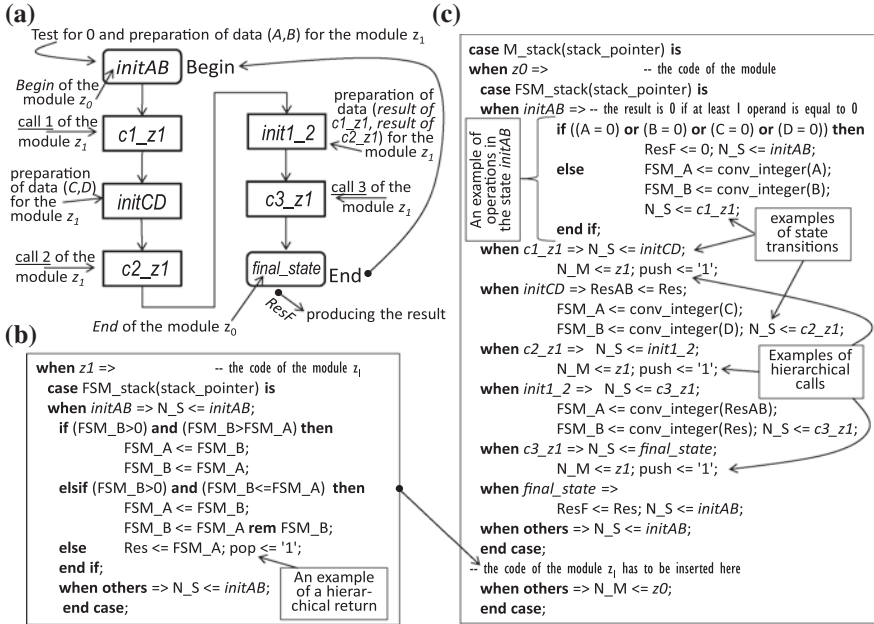 (a)
Test for 0 and preparation of data (A,B) for the module z1
initAB
Begin
Begin of the
module z0
call 1 of the
module z1
c1_z1
preparation
of data (C,D)
for the
module z1
initCD
call 2 of the
module z1
c2_z1
init1_2
preparation of
data (result of
c1_z1, result of
c2_z1) for the
module z1
c3_z1
call 3 of the
module z1
final_state
End
End of the module z0
ResF
producing the result
(b)
when z1 => -- the code of the module z1
case FSM_stack(stack_pointer) is
when initAB => N_S <= initAB;
if (FSM_B>0) and (FSM_B>FSM_A) then
FSM_A <= FSM_B;
FSM_B <= FSM_A;
elsif (FSM_B>0) and (FSM_B<=FSM_A) then
FSM_A <= FSM_B;
FSM_B <= FSM_A rem FSM_B;
else Res <= FSM_A; pop <= '1';
end if;
when others => N_S <= initAB;
end case;
An example
of a hierar-
chical return
(c)
case M_stack(stack_pointer) is
when z0 => -- the code of the module
case FSM_stack(stack_pointer) is
when initAB => -- the result is 0 if at least 1 operand is equal to 0
if ((A = 0) or (B = 0) or (C = 0) or (D = 0)) then
ResF <= 0; N_S <= initAB;
else FSM_A <= conv_integer(A);
FSM_B <= conv_integer(B);
N_S <= c1_z1;
end if;
An example of
operations in
the state initAB
examples
of state
transitions
when c1_z1 => N_S <= initCD;
N_M <= z1; push <= '1';
when initCD => ResAB <= Res;
FSM_A <= conv_integer(C);
FSM_B <= conv_integer(D); N_S <= c2_z1;
when c2_z1 => N_S <= init1_2;
N_M <= z1; push <= '1';
Examples of
hierarchical
calls
when init1_2 => N_S <= c3_z1;
FSM_A <= conv_integer(ResAB);
FSM_B <= conv_integer(Res); N_S <= c3_z1;
when c3_z1 => N_S <= final_state;
N_M <= z1; push <= '1';
when final_state =>
ResF <= Res; N_S <= initAB;
when others => N_S <= initAB;
end case;
-- the code of the module z1 has to be inserted here
when others => N_M <= z0;
end case;